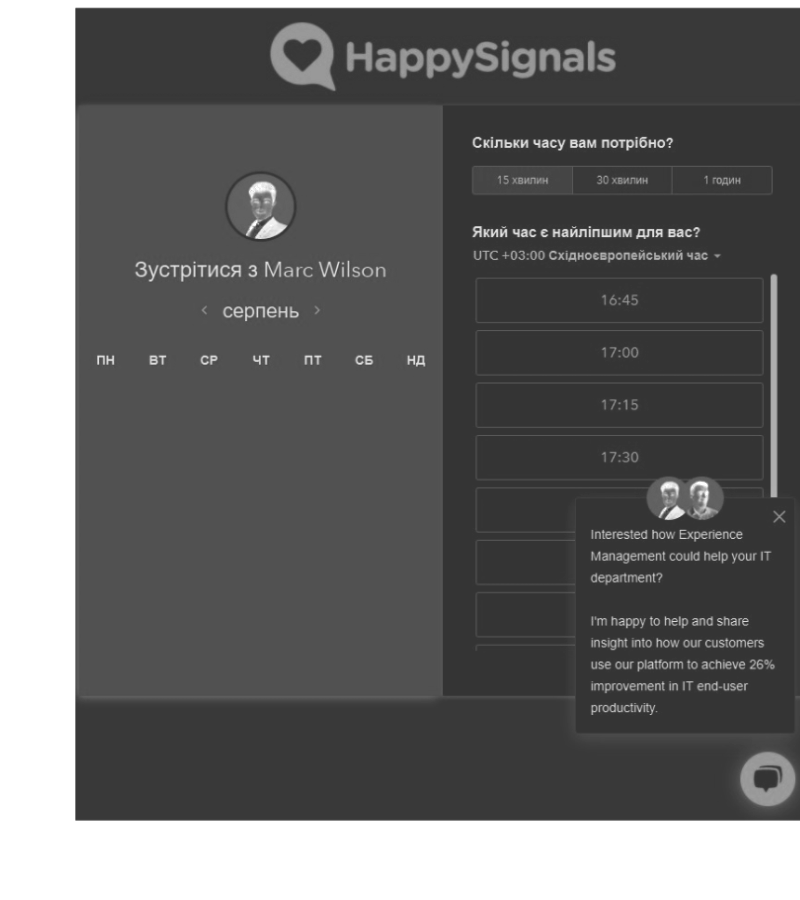 HappySignals
Зустрітися з Marc Wilson
серпень
ПН ВТ СР ЧТ ПТ СБ НД
Скільки часу вам потрібно?
15 хвилин 30 хвилин 1 годин
Який час є найліпшим для вас?
UTC +03:00 Східноєвропейський час
16:45
17:00
17:15
17:30
Interested how Experience
Management could help your IT
department?
I'm happy to help and share
insight into how our customers
use our platform to achieve 26%
improvement in IT end-user
productivity.